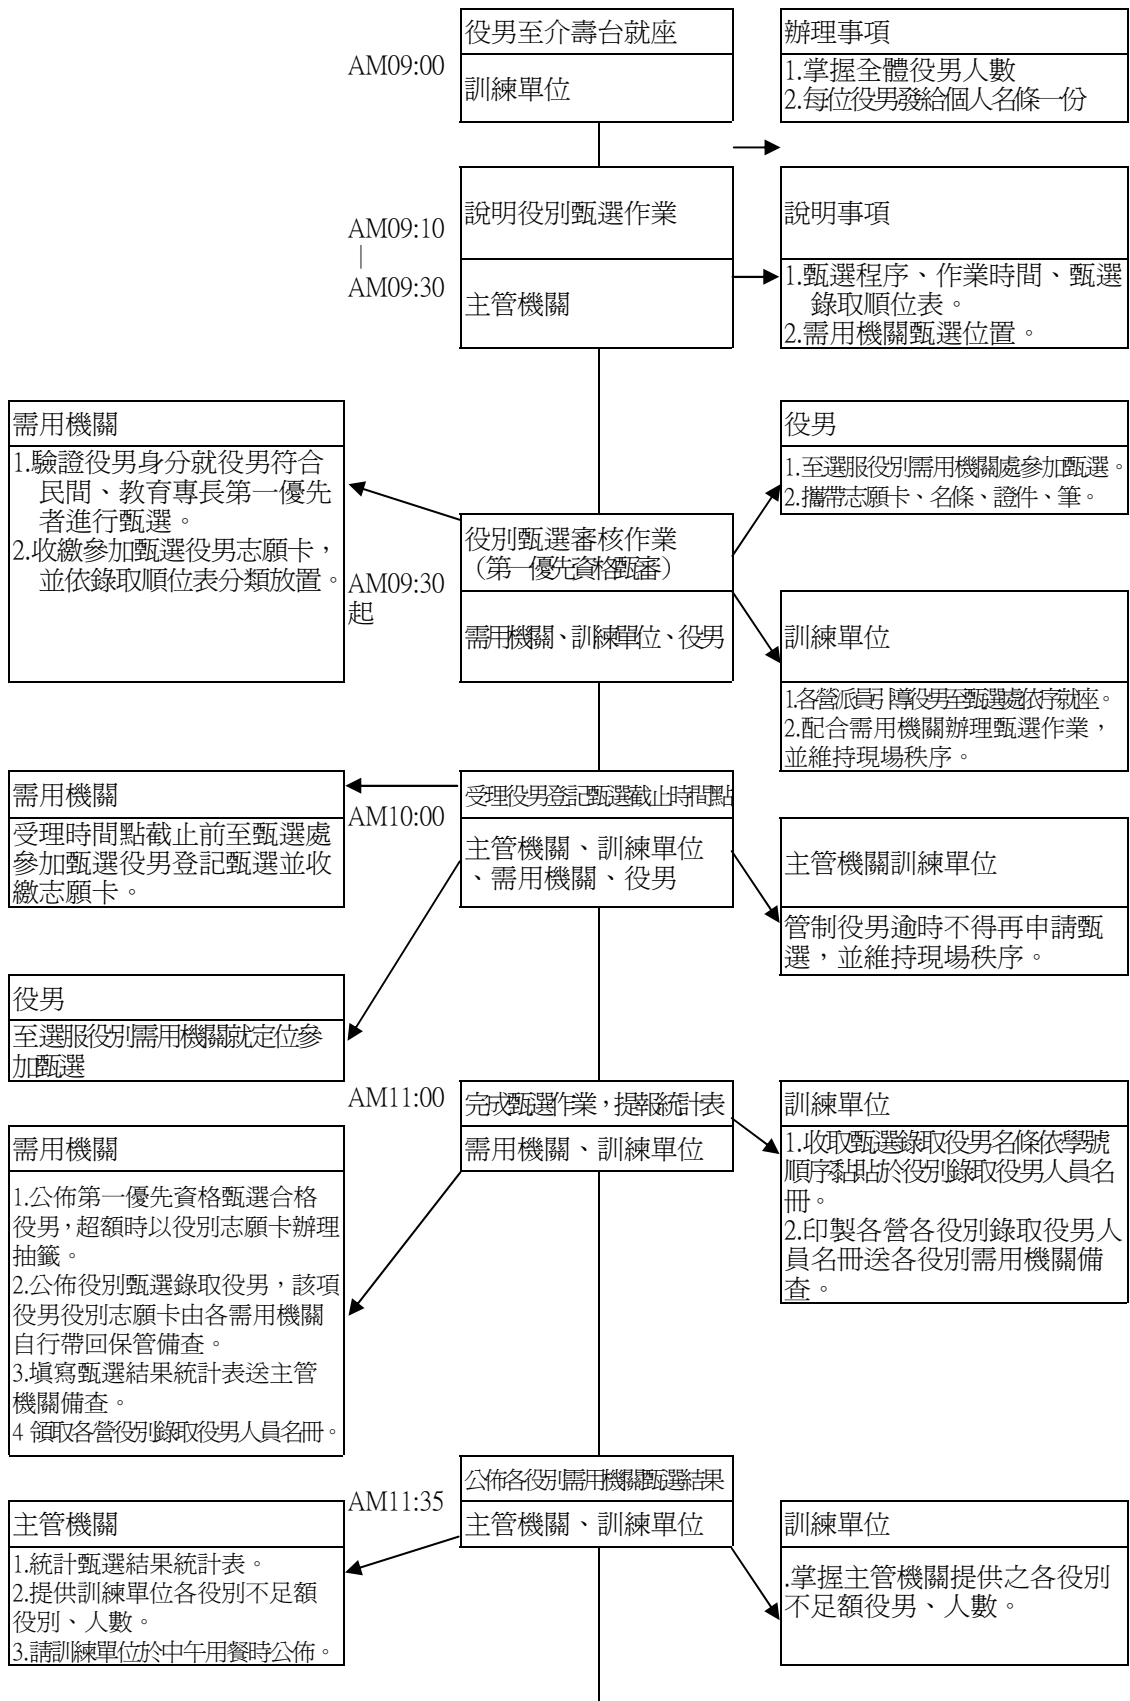 役男至介壽台就座
AM09:00
訓練單位
辦理事項
1.掌握全體役男人數
2.每位役男發給個人名條一份
AM09:10
|
AM09:30
說明役別甄選作業
主管機關
說明事項
1.甄選程序、作業時間、甄選
錄取順位表。
2.需用機關甄選位置。
需用機關
1.驗證役男身分就役男符合
民間、教育專長第一優先
者進行甄選。
2.收繳參加甄選役男志願卡，
並依錄取順位表分類放置。
AM09:30
起
役別甄選審核作業
（第一優先資格甄審）
需用機關、訓練單位、役男
役男
1.至選服役別需用機關處參加甄選。
2.攜帶志願卡、名條、證件、筆。
訓練單位
1.各營派員引導役男至甄選處依序就座。
2.配合需用機關辦理甄選作業，
並維持現場秩序。
需用機關
受理時間點截止前至甄選處
參加甄選役男登記甄選並收
繳志願卡。
AM10:00
受理役男登記甄選截止時間點
主管機關、訓練單位
、需用機關、役男
主管機關訓練單位
管制役男逾時不得再申請甄
選，並維持現場秩序。
役男
至選服役別需用機關就定位參
加甄選
AM11:00
完成甄選作業，提報統計表
需用機關、訓練單位
訓練單位
1.收取甄選錄取役男名條依學號
順序黏貼於役別錄取役男人員名
冊。
2.印製各營各役別錄取役男人
員名冊送各役別需用機關備
查。
需用機關
1.公佈第一優先資格甄選合格
役男，超額時以役別志願卡辦理
抽籤。
2.公佈役別甄選錄取役男，該項
役男役別志願卡由各需用機關
自行帶回保管備查。
3.填寫甄選結果統計表送主管
機關備查。
4 領取各營役別錄取役男人員名冊。
AM11:35
公佈各役別需用機關甄選結果
主管機關、訓練單位
主管機關
1.統計甄選結果統計表。
2.提供訓練單位各役別不足額
役別、人數。
3.請訓練單位於中午用餐時公佈。
訓練單位
.掌握主管機關提供之各役別
不足額役男、人數。